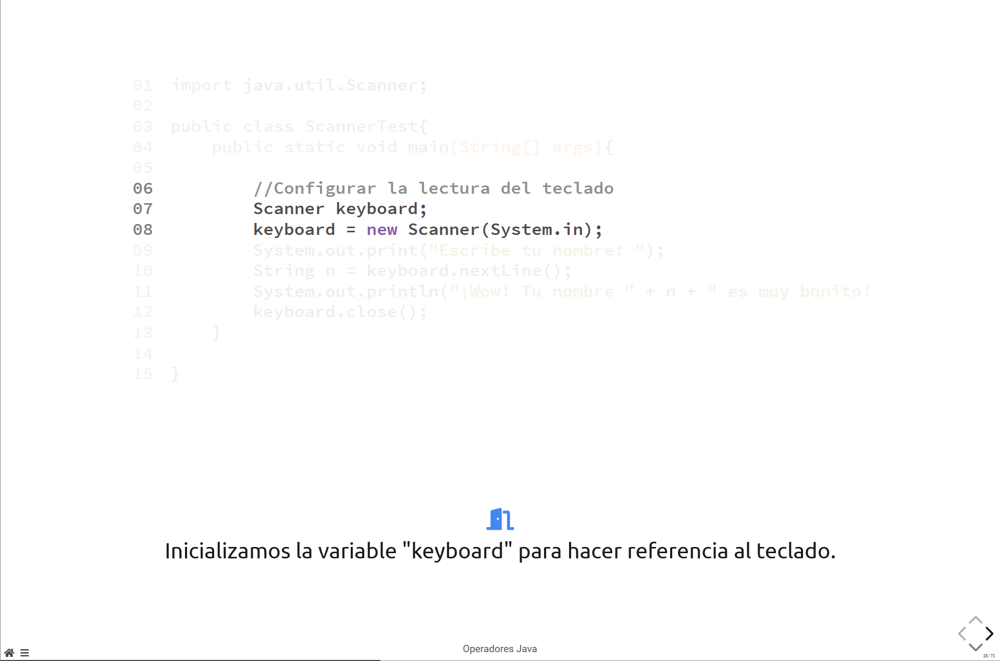 01 import java.util.Scanner;
02
03 public class ScannerTest{
04     public static void main(String[] args){
05
06         //Configurar la lectura del teclado
07         Scanner keyboard;
08         keyboard = new Scanner(System.in);
09         System.out.print("Escribe tu nombre: ");
10         String n = keyboard.nextLine();
11         System.out.println("¡Wow! Tu nombre " + n + " es muy bonito!
12         keyboard.close();
13     }
14
15 }
Inicializamos la variable "keyboard" para hacer referencia al teclado.
Operadores Java
28 / 73